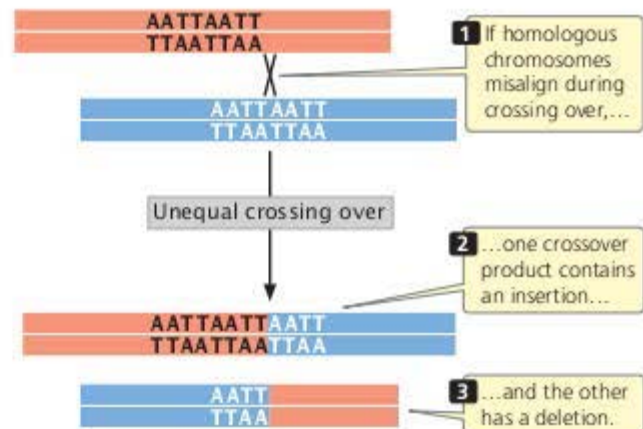 AATTAATT
TTAATTAA
1 If homologous
chromosomes
misalign during
crossing over,…
AATTAATT
TTAATTAA
Unequal crossing over
2 …one crossover
product contains
an insertion…
AATTAATTAATT
TTAATTAATTAA
AATT
TTAA
3 …and the other
has a deletion.